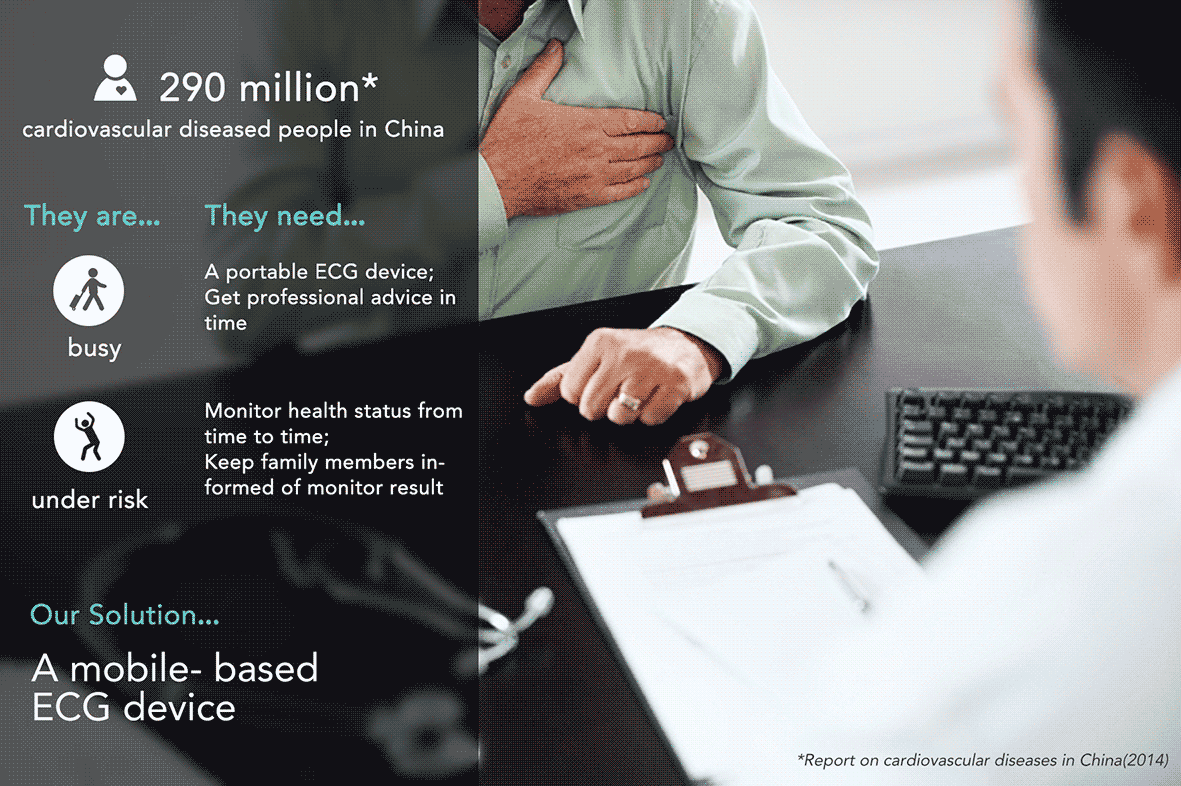 290 million*
cardiovascular diseased people in China
They are...
They need...
busy
A portable ECG device;
Get professional advice in
time
under risk
Monitor health status from
time to time;
Keep family members in-
formed of monitor result
Our Solution...
A mobile- based
ECG device
*Report on cardiovascular diseases in China(2014)